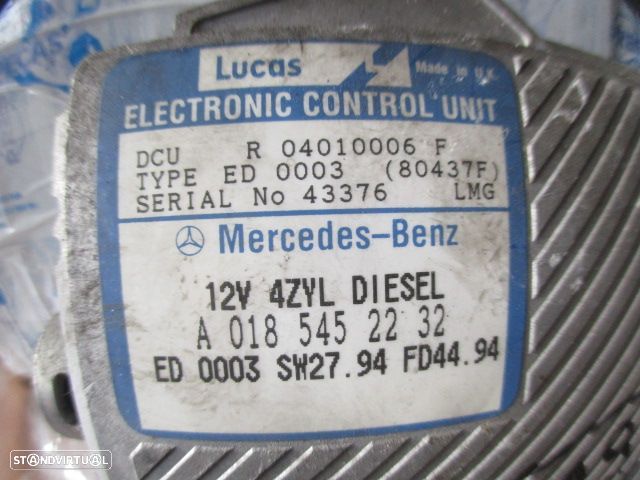 Lucas
Made in U.K.
ELECTRONIC CONTROL UNIT
DCU R 04010006 F
TYPE ED 0003 (80437F)
SERIAL No 43376 LMG
Mercedes-Benz
12V 4ZYL DIESEL
A 018 545 22 32
ED 0003 SW27.94 FD44.94
STANDVIRTUAL